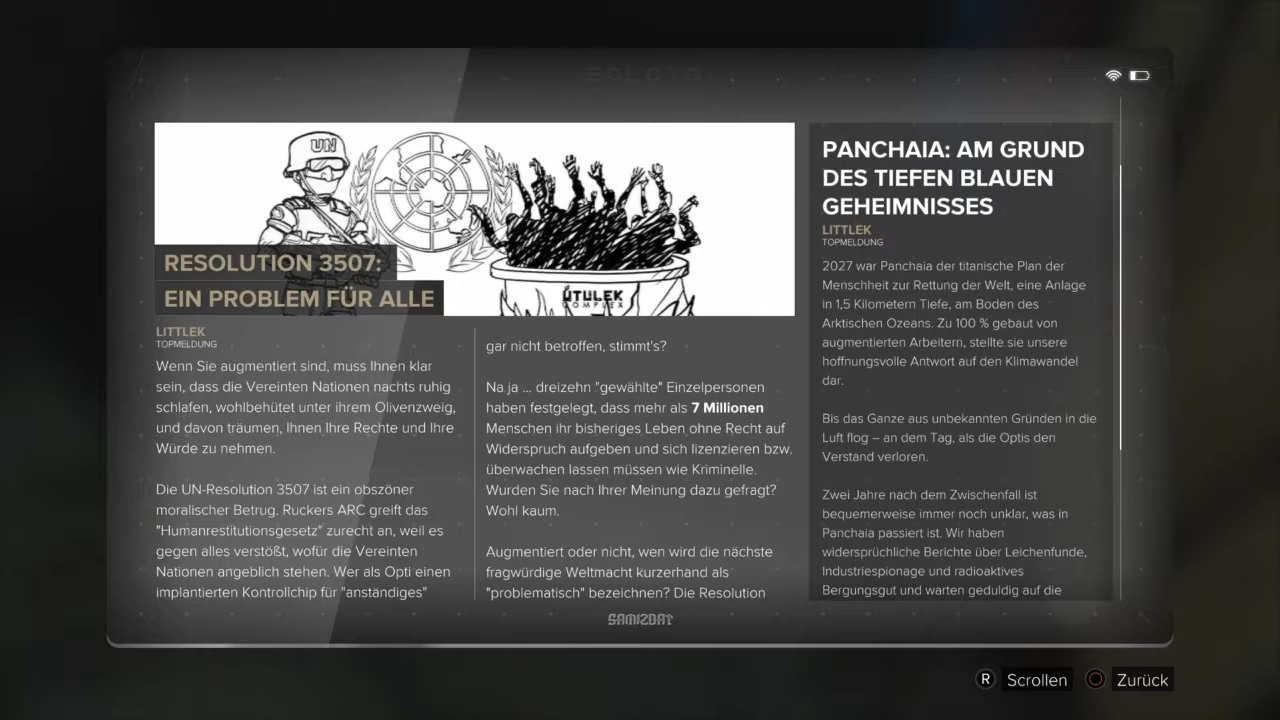 UN
ÚTULEK
COMPLEX
RESOLUTION 3507:
EIN PROBLEM FÜR ALLE
LITTLEK
TOPMELDUNG
Wenn Sie augmentiert sind, muss Ihnen klar
sein, dass die Vereinten Nationen nachts ruhig
schlafen, wohlbehütet unter ihrem Olivenzweig,
und davon träumen, Ihnen Ihre Rechte und Ihre
Würde zu nehmen.
Die UN-Resolution 3507 ist ein obszöner
moralischer Betrug. Ruckers ARC greift das
"Humanrestitutionsgesetz" zurecht an, weil es
gegen alles verstößt, wofür die Vereinten
Nationen angeblich stehen. Wer als Opti einen
implantierten Kontrollchip für "anständiges"
gar nicht betroffen, stimmt's?
Na ja ... dreizehn "gewählte" Einzelpersonen
haben festgelegt, dass mehr als 7 Millionen
Menschen ihr bisheriges Leben ohne Recht auf
Widerspruch aufgeben und sich lizenzieren bzw.
überwachen lassen müssen wie Kriminelle.
Wurden Sie nach Ihrer Meinung dazu gefragt?
Wohl kaum.
Augmentiert oder nicht, wen wird die nächste
fragwürdige Weltmacht kurzerhand als
"problematisch" bezeichnen? Die Resolution
PANCHAIA: AM GRUND
DES TIEFEN BLAUEN
GEHEIMNISSES
LITTLEK
TOPMELDUNG
2027 war Panchaia der titanische Plan der
Menschheit zur Rettung der Welt, eine Anlage
in 1,5 Kilometern Tiefe, am Boden des
Arktischen Ozeans. Zu 100 % gebaut von
augmentierten Arbeitern, stellte sie unsere
hoffnungsvolle Antwort auf den Klimawandel
dar.
Bis das Ganze aus unbekannten Gründen in die
Luft flog – an dem Tag, als die Optis den
Verstand verloren.
Zwei Jahre nach dem Zwischenfall ist
bequemerweise immer noch unklar, was in
Panchaia passiert ist. Wir haben
widersprüchliche Berichte über Leichenfunde,
Industriespionage und radioaktives
Bergungsgut und warten geduldig auf die
SAMIZDAT
R Scrollen
Zurück